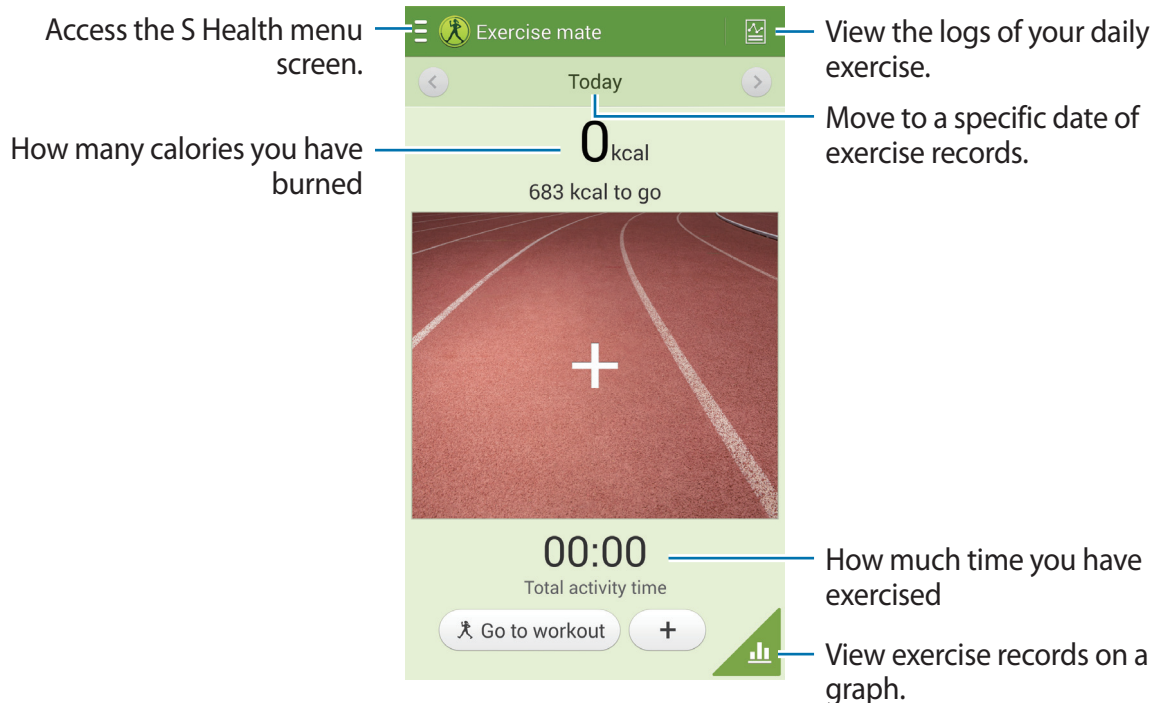 Access the S Health menu
screen.
How many calories you have
burned
Exercise mate
Today
0 kcal
683 kcal to go
00:00
Total activity time
Go to workout
+
View the logs of your daily
exercise.
Move to a specific date of
exercise records.
How much time you have
exercised
View exercise records on a
graph.